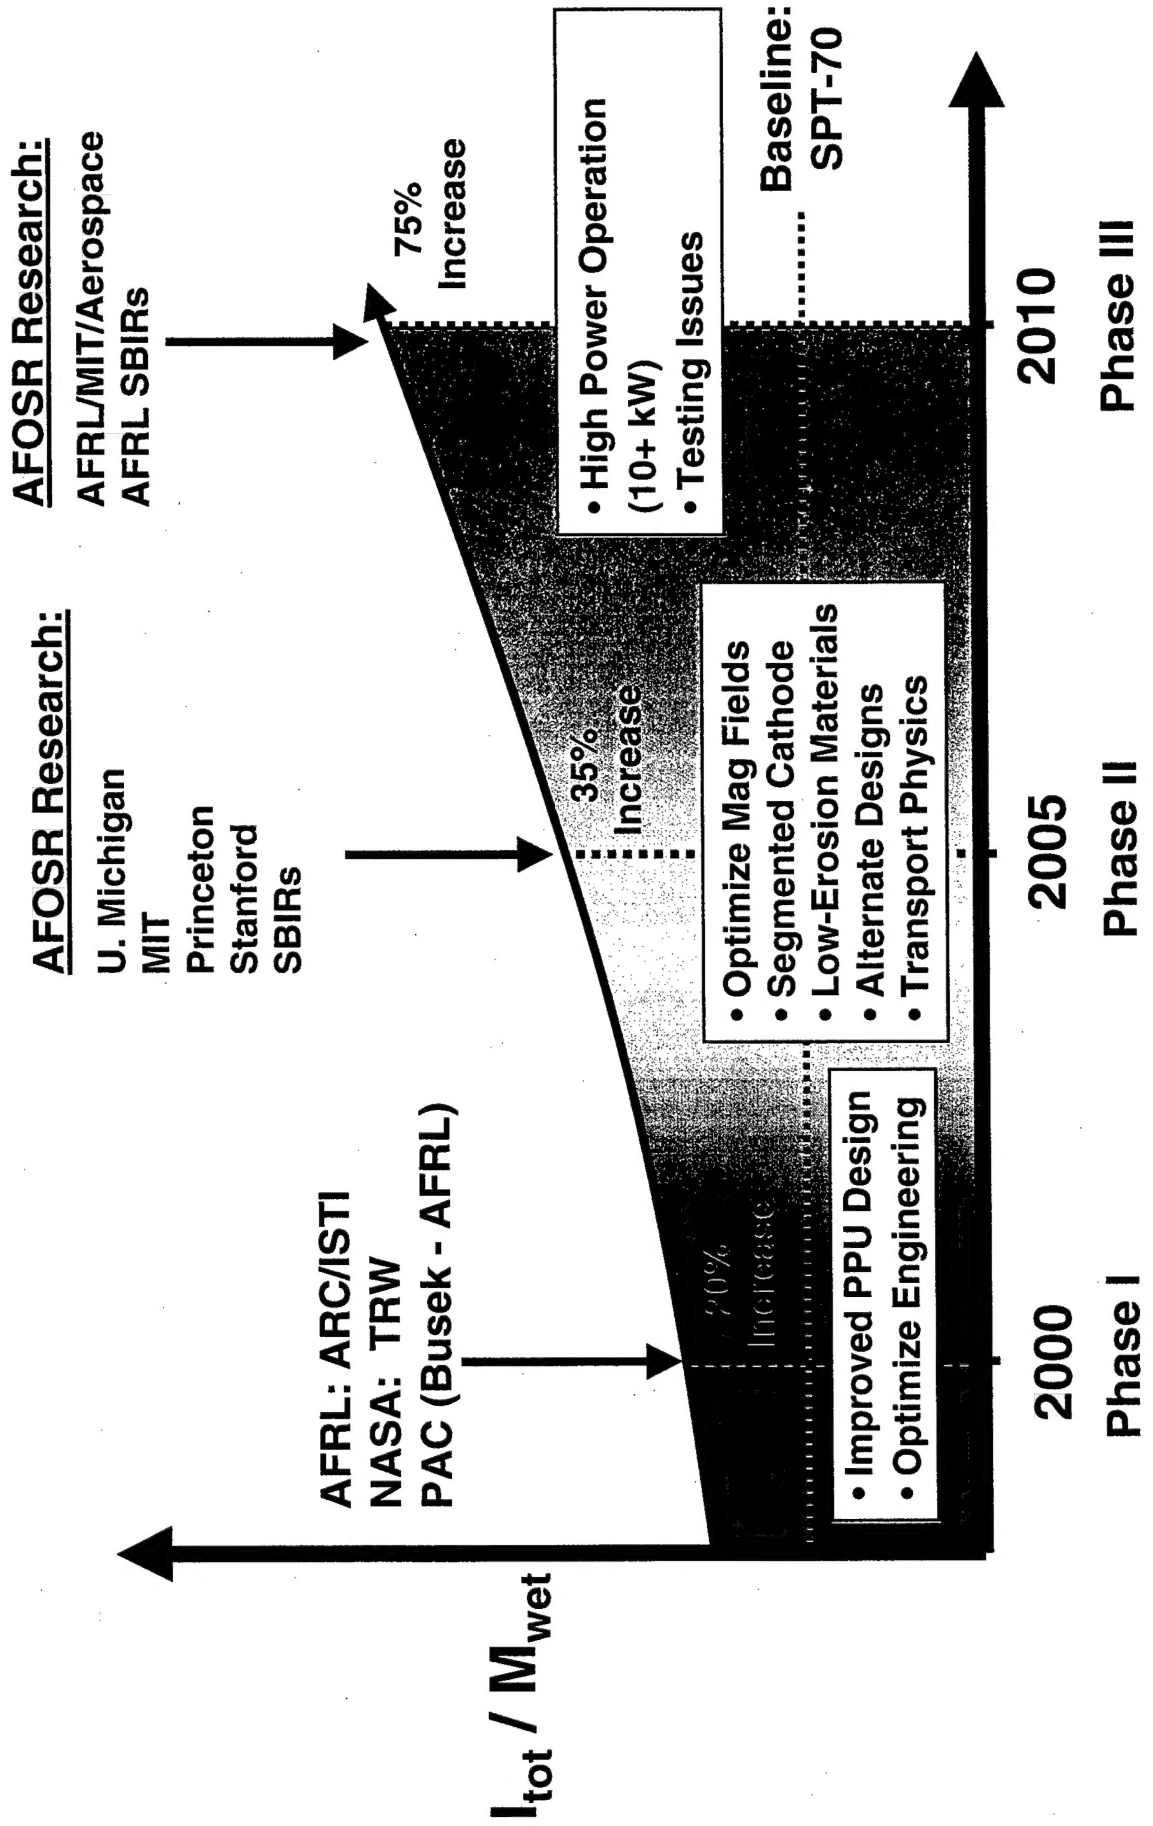 AFOSR Research:
AFRL/MIT/Aerospace
AFRL SBIRs
AFOSR Research:
U. Michigan
MIT
Princeton
Stanford
SBIRs
AFRL: ARC/ISTI
NASA: TRW
PAC (Busek - AFRL)
75%
Increase
35%
Increase
20%
Increase
I_tot / M_wet
• High Power Operation
(10+ kW)
• Testing Issues
Baseline:
SPT-70
• Optimize Mag Fields
• Segmented Cathode
• Low-Erosion Materials
• Alternate Designs
• Transport Physics
• Improved PPU Design
• Optimize Engineering
2000
2005
2010
Phase I
Phase II
Phase III